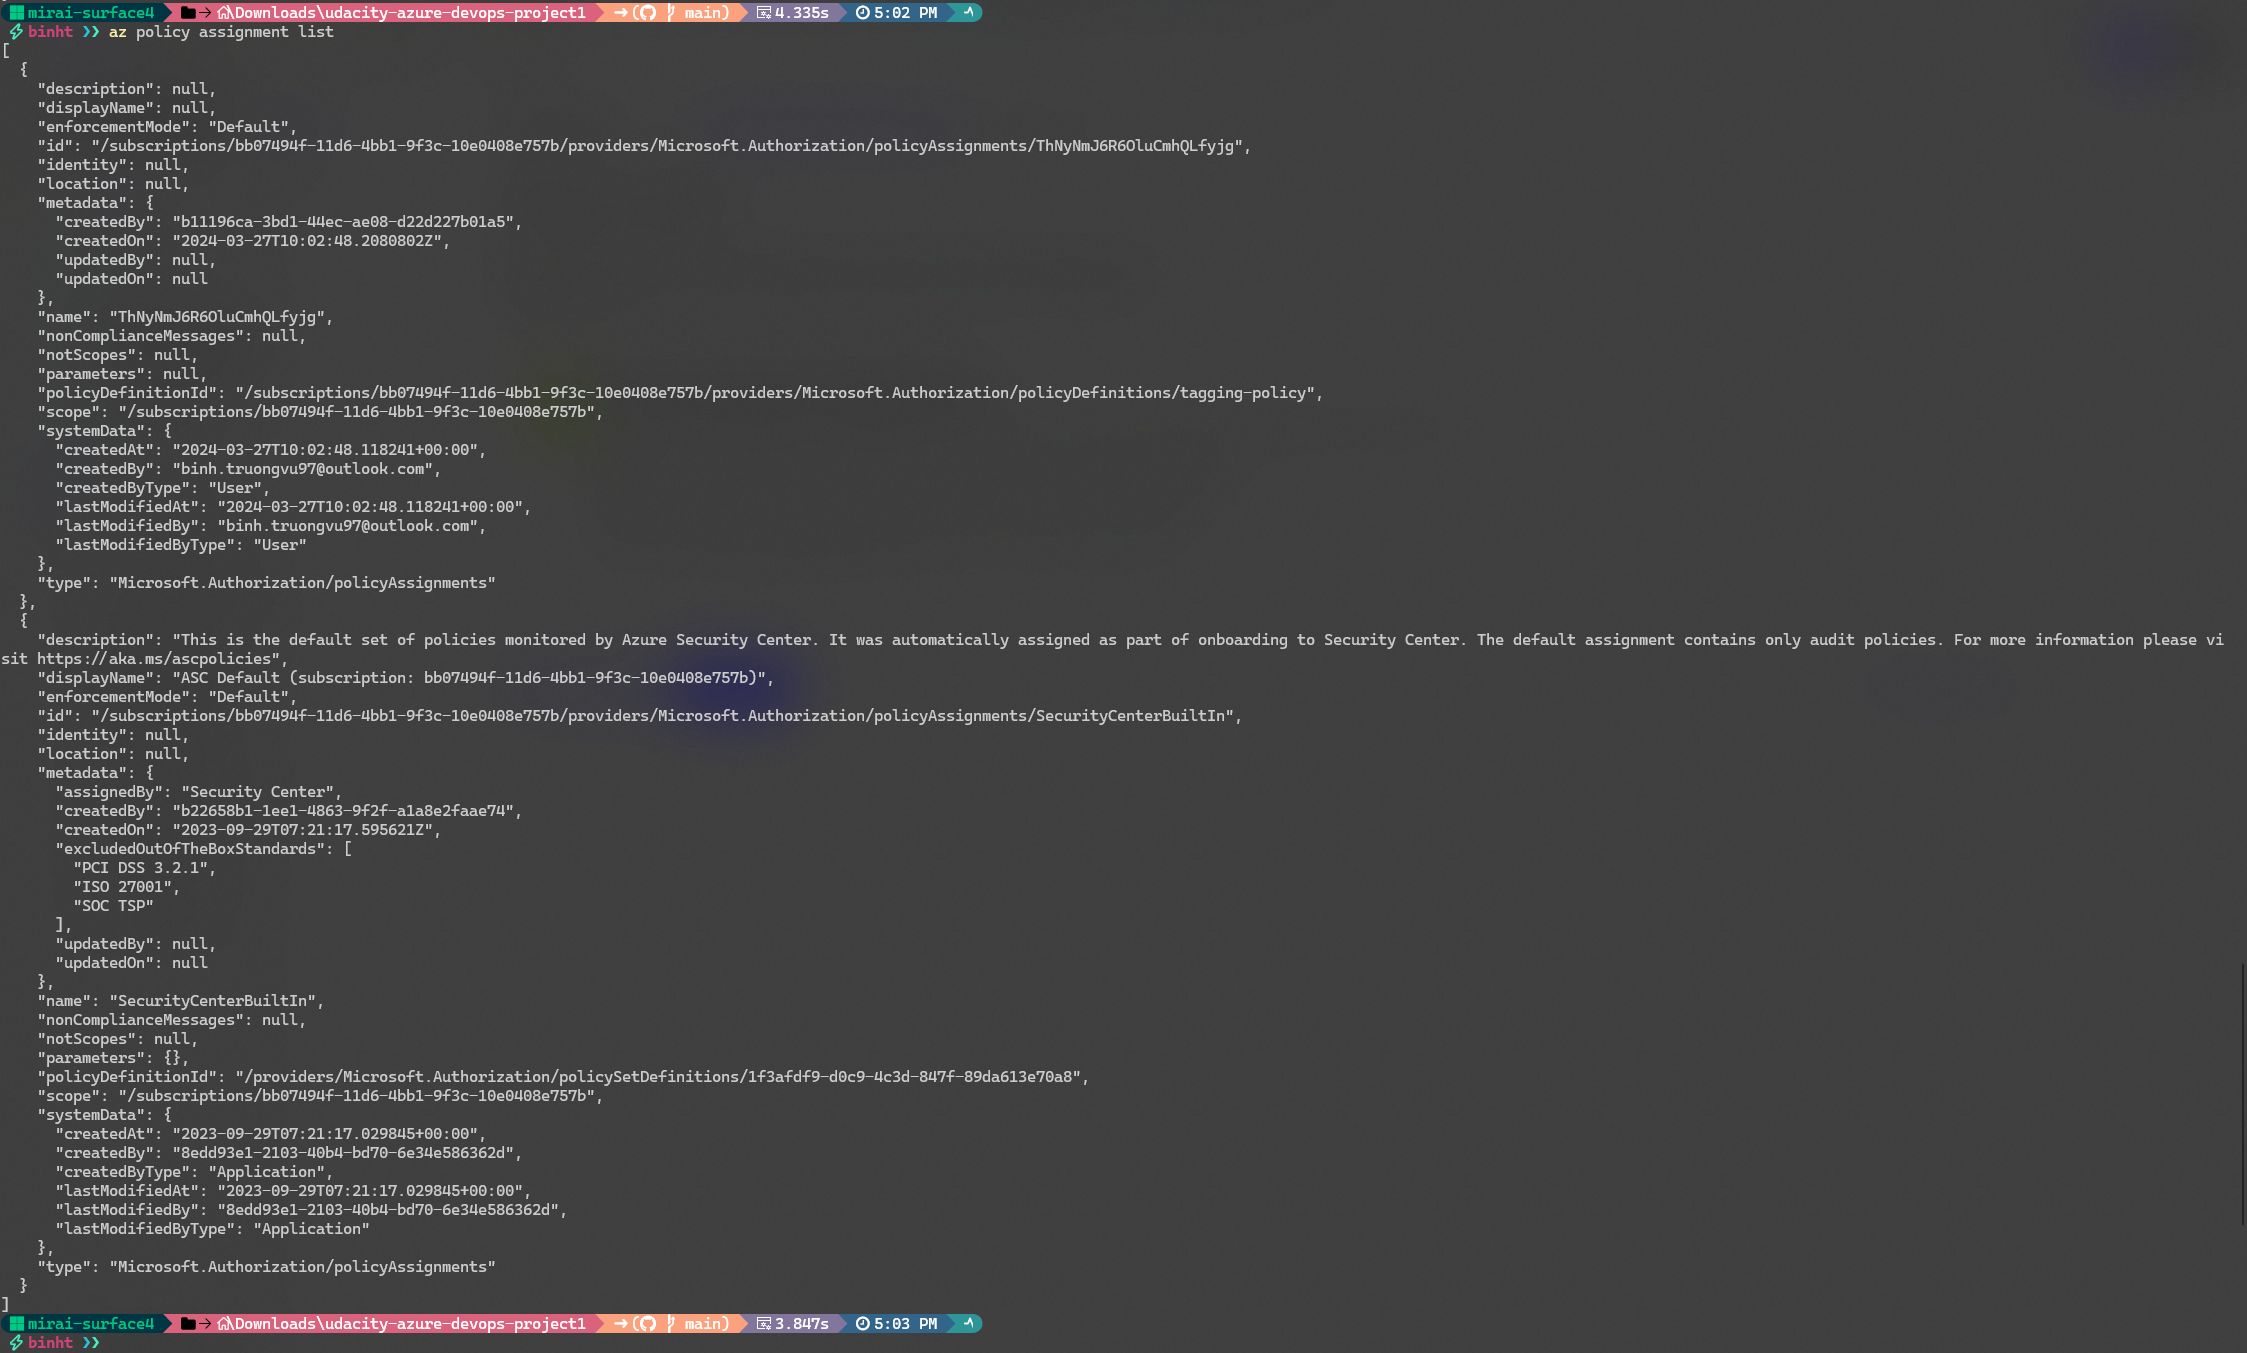 mirai-surface4 → \Downloads\udacity-azure-devops-project1 → ( main) 4.335s 5:02 PM
binht ❯❯ az policy assignment list
[
  {
    "description": null,
    "displayName": null,
    "enforcementMode": "Default",
    "id": "/subscriptions/bb07494f-11d6-4bb1-9f3c-10e0408e757b/providers/Microsoft.Authorization/policyAssignments/ThNyNmJ6R6OluCmhQLfyjg",
    "identity": null,
    "location": null,
    "metadata": {
      "createdBy": "b11196ca-3bd1-44ec-ae08-d22d227b01a5",
      "createdOn": "2024-03-27T10:02:48.2080802Z",
      "updatedBy": null,
      "updatedOn": null
    },
    "name": "ThNyNmJ6R6OluCmhQLfyjg",
    "nonComplianceMessages": null,
    "notScopes": null,
    "parameters": null,
    "policyDefinitionId": "/subscriptions/bb07494f-11d6-4bb1-9f3c-10e0408e757b/providers/Microsoft.Authorization/policyDefinitions/tagging-policy",
    "scope": "/subscriptions/bb07494f-11d6-4bb1-9f3c-10e0408e757b",
    "systemData": {
      "createdAt": "2024-03-27T10:02:48.118241+00:00",
      "createdBy": "binh.truongvu97@outlook.com",
      "createdByType": "User",
      "lastModifiedAt": "2024-03-27T10:02:48.118241+00:00",
      "lastModifiedBy": "binh.truongvu97@outlook.com",
      "lastModifiedByType": "User"
    },
    "type": "Microsoft.Authorization/policyAssignments"
  },
  {
    "description": "This is the default set of policies monitored by Azure Security Center. It was automatically assigned as part of onboarding to Security Center. The default assignment contains only audit policies. For more information please vi
sit https://aka.ms/ascpolicies",
    "displayName": "ASC Default (subscription: bb07494f-11d6-4bb1-9f3c-10e0408e757b)",
    "enforcementMode": "Default",
    "id": "/subscriptions/bb07494f-11d6-4bb1-9f3c-10e0408e757b/providers/Microsoft.Authorization/policyAssignments/SecurityCenterBuiltIn",
    "identity": null,
    "location": null,
    "metadata": {
      "assignedBy": "Security Center",
      "createdBy": "b22658b1-1ee1-4863-9f2f-a1a8e2faae74",
      "createdOn": "2023-09-29T07:21:17.595621Z",
      "excludedOutOfTheBoxStandards": [
        "PCI DSS 3.2.1",
        "ISO 27001",
        "SOC TSP"
      ],
      "updatedBy": null,
      "updatedOn": null
    },
    "name": "SecurityCenterBuiltIn",
    "nonComplianceMessages": null,
    "notScopes": null,
    "parameters": {},
    "policyDefinitionId": "/providers/Microsoft.Authorization/policySetDefinitions/1f3afdf9-d0c9-4c3d-847f-89da613e70a8",
    "scope": "/subscriptions/bb07494f-11d6-4bb1-9f3c-10e0408e757b",
    "systemData": {
      "createdAt": "2023-09-29T07:21:17.029845+00:00",
      "createdBy": "8edd93e1-2103-40b4-bd70-6e34e586362d",
      "createdByType": "Application",
      "lastModifiedAt": "2023-09-29T07:21:17.029845+00:00",
      "lastModifiedBy": "8edd93e1-2103-40b4-bd70-6e34e586362d",
      "lastModifiedByType": "Application"
    },
    "type": "Microsoft.Authorization/policyAssignments"
  }
]
mirai-surface4 → \Downloads\udacity-azure-devops-project1 → ( main) 3.847s 5:03 PM
binht ❯❯